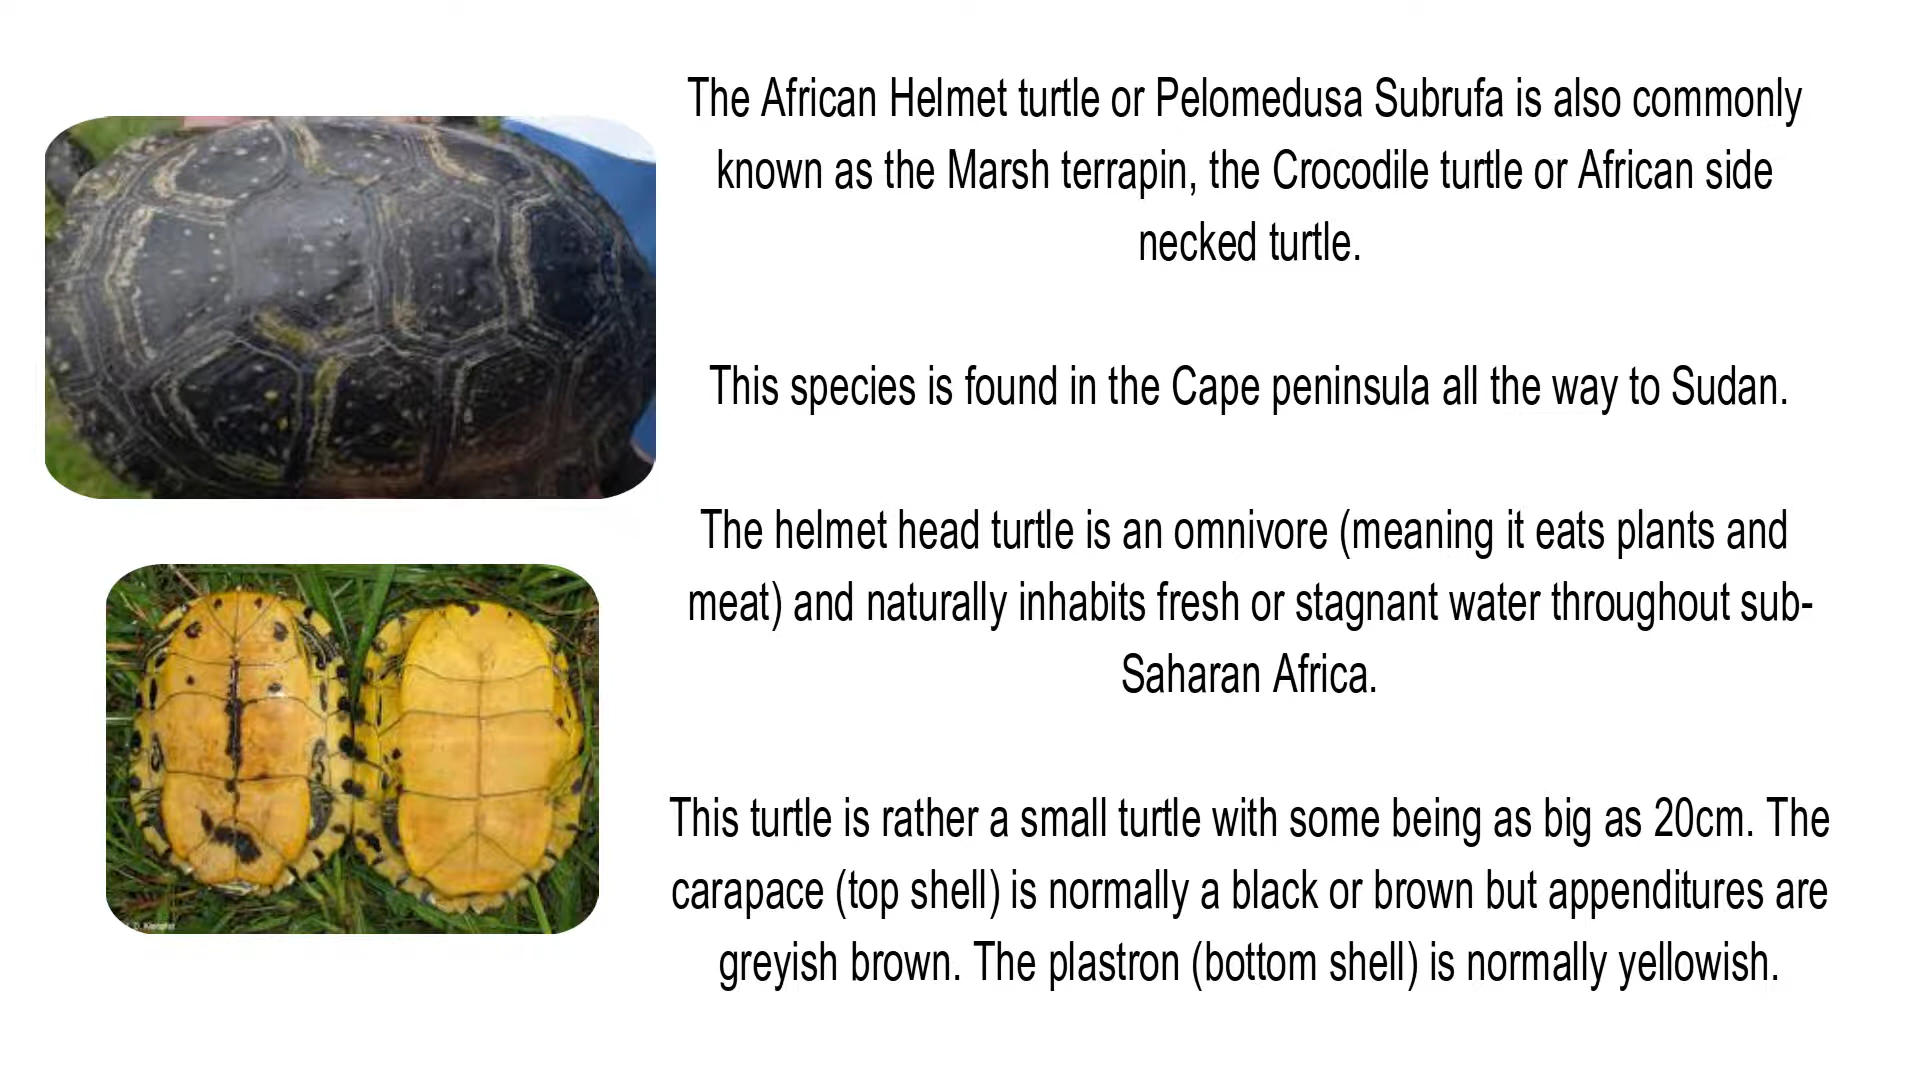 The African Helmet turtle or Pelomedusa Subrufa is also commonly
known as the Marsh terrapin, the Crocodile turtle or African side
necked turtle.
This species is found in the Cape peninsula all the way to Sudan.
The helmet head turtle is an omnivore (meaning it eats plants and
meat) and naturally inhabits fresh or stagnant water throughout sub-
Saharan Africa.
This turtle is rather a small turtle with some being as big as 20cm. The
carapace (top shell) is normally a black or brown but appenditures are
greyish brown. The plastron (bottom shell) is normally yellowish.